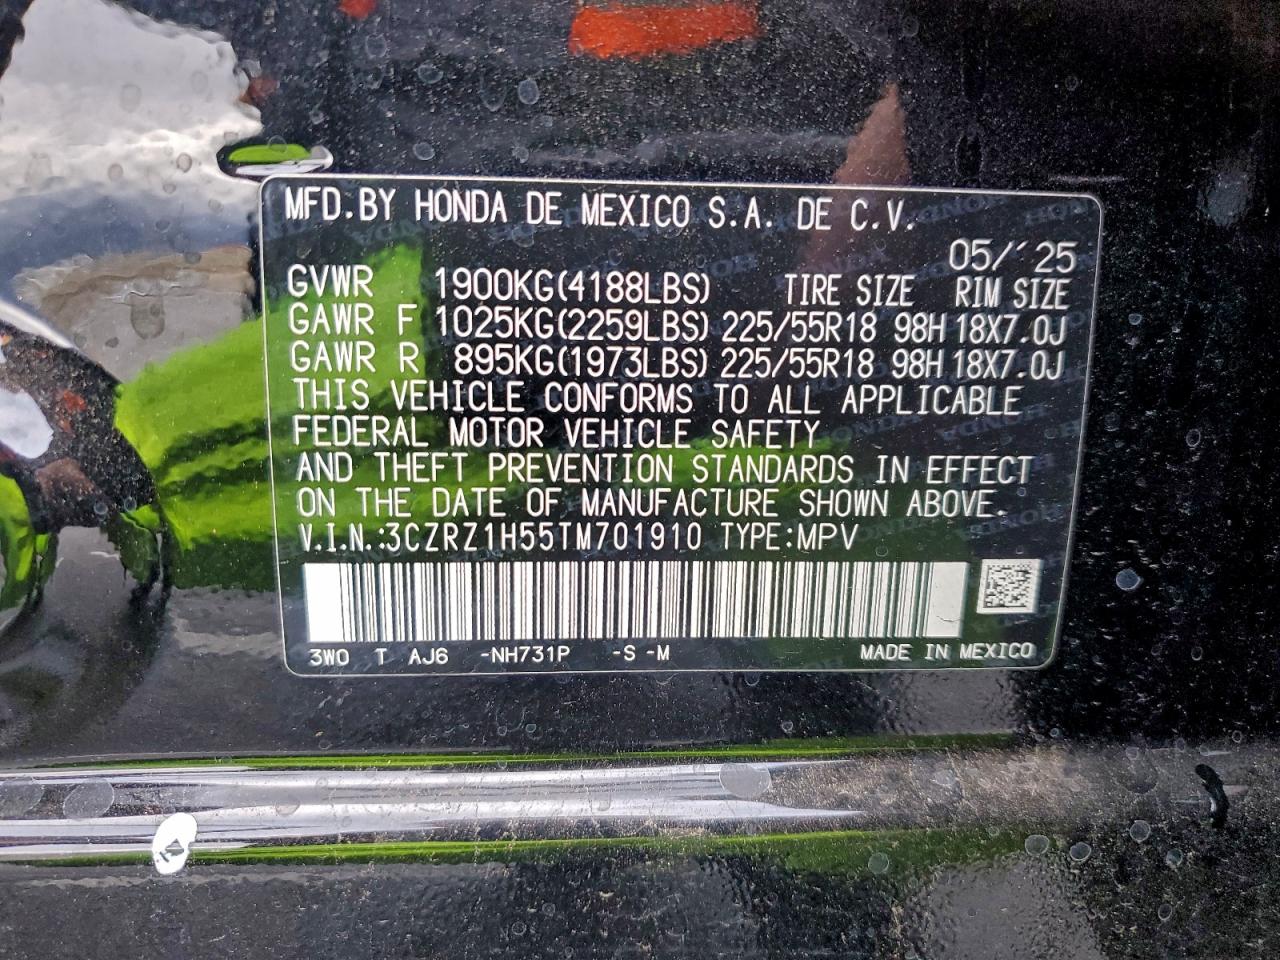 MFD.BY HONDA DE MEXICO S.A. DE C.V.
05/´25
GVWR 1900KG(4188LBS) TIRE SIZE RIM SIZE
GAWR F 1025KG(2259LBS) 225/55R18 98H 18X7.0J
GAWR R 895KG(1973LBS) 225/55R18 98H 18X7.0J
THIS VEHICLE CONFORMS TO ALL APPLICABLE
FEDERAL MOTOR VEHICLE SAFETY
AND THEFT PREVENTION STANDARDS IN EFFECT
ON THE DATE OF MANUFACTURE SHOWN ABOVE.
V.I.N.:3CZRZ1H55TM701910 TYPE:MPV
3W0 T AJ6 -NH731P -S -M MADE IN MEXICO